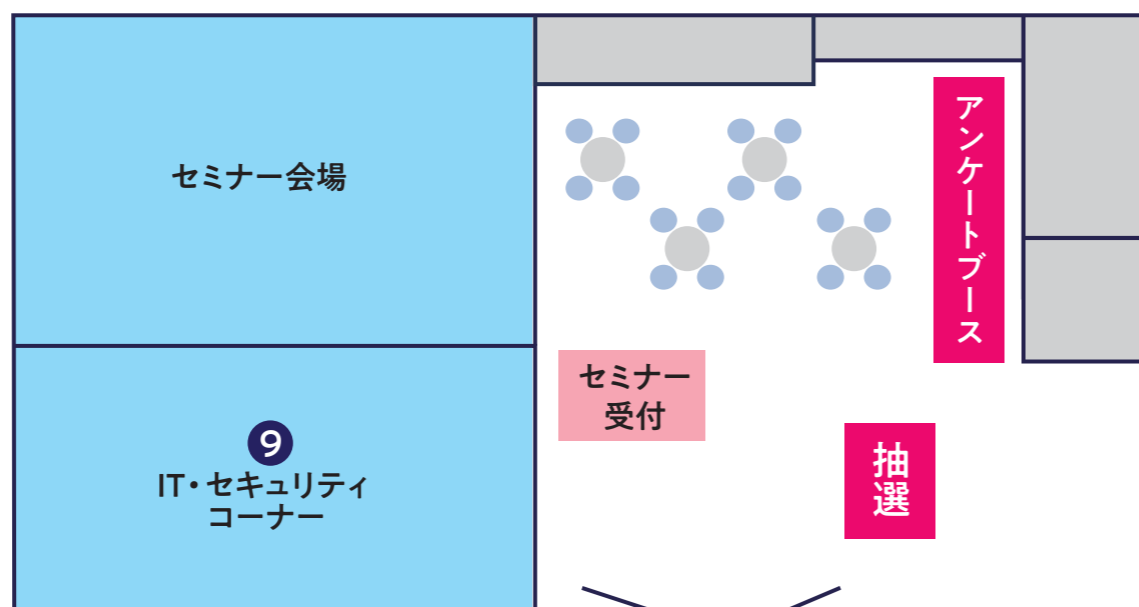 セミナー会場
アンケートブース
セミナー
受付
9
IT・セキュリティ
コーナー
抽選